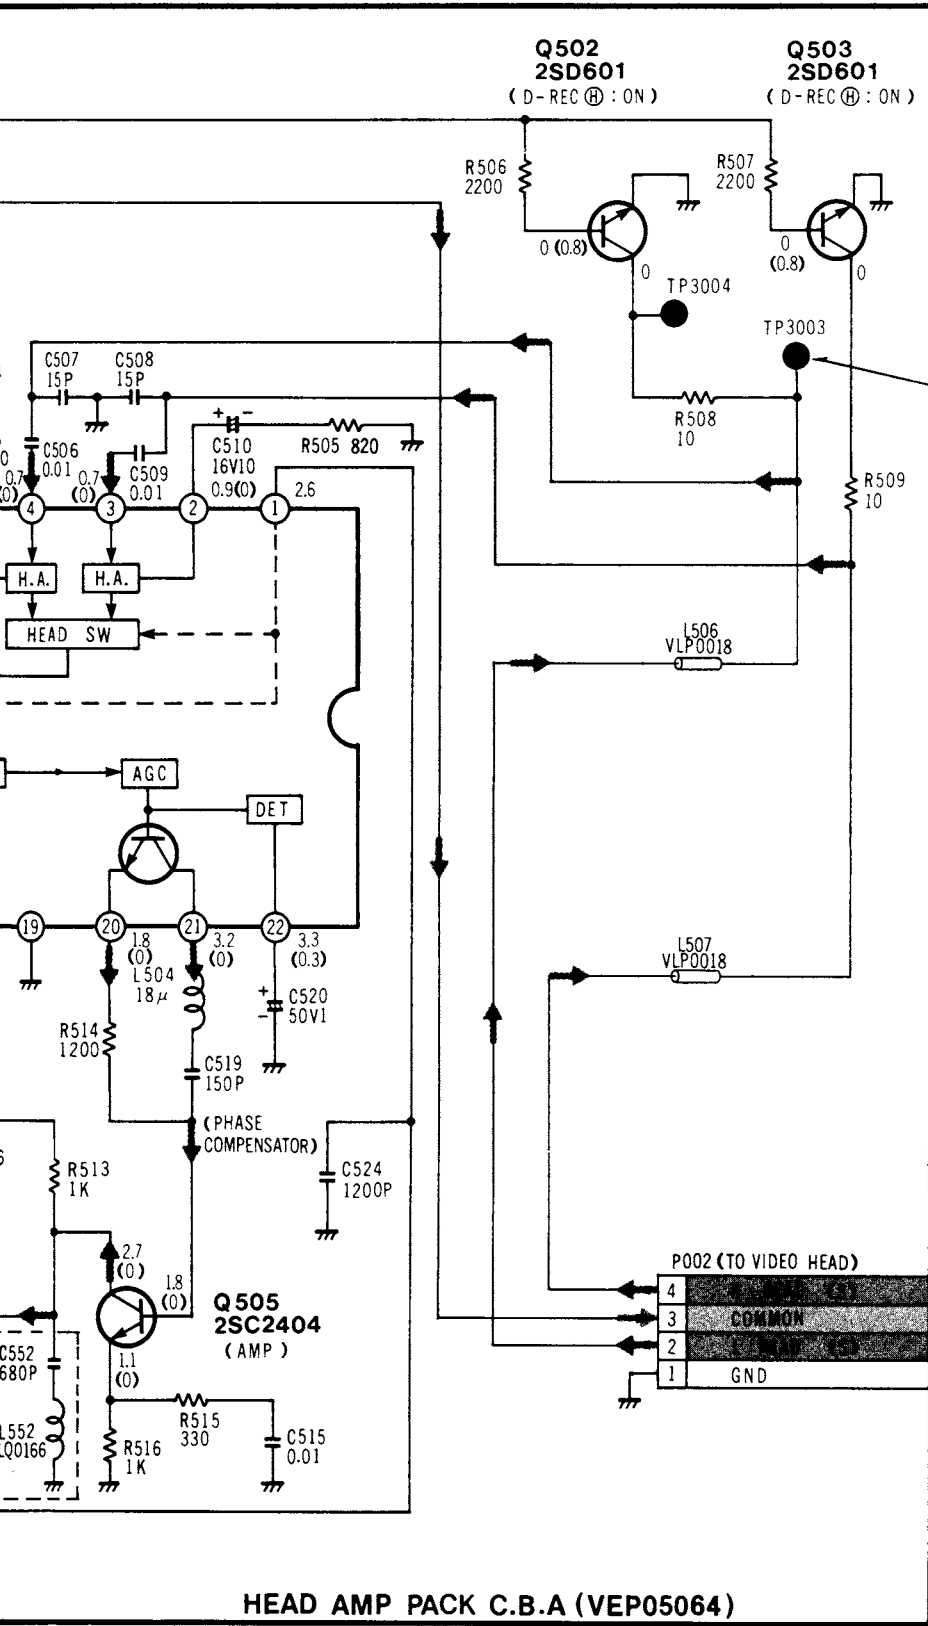 Q502
2SD601
( D-REC Ⓗ : ON )
Q503
2SD601
( D-REC Ⓗ : ON )
R506
2200
R507
2200
0 (0.8)
0
0
(0.8)
0
TP3004
TP3003
C507
15P
C508
15P
R508
10
C506
0.01
C509
0.01
+ -
C510
16V10
R505 820
0
0.7
(0)
0.7
(0)
0.9(0)
2.6
4
3
2
1
R509
10
H.A.
H.A.
HEAD SW
L506
VLP0018
AGC
DET
19
20
21
22
1.8
(0)
3.2
(0)
3.3
(0.3)
L504
18μ
L507
VLP0018
+
-
C520
50V1
R514
1200
C519
150P
(PHASE
COMPENSATOR)
R513
1K
C524
1200P
2.7
(0)
1.8
(0)
Q505
2SC2404
( AMP )
1.1
(0)
P002 (TO VIDEO HEAD)
4
3 COMMON
2
1 GND
C552
680P
L552
LQ0166
R515
330
R516
1K
C515
0.01
HEAD AMP PACK C.B.A (VEP05064)